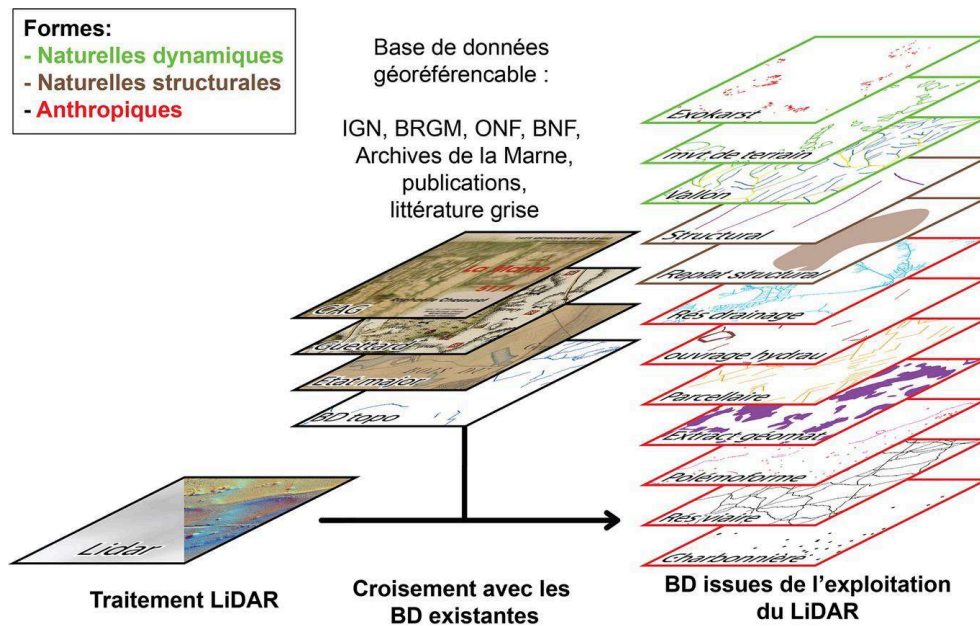 Formes:
- Naturelles dynamiques
- Naturelles structurales
- Anthropiques
Base de données
géoréférencable :
IGN, BRGM, ONF, BNF,
Archives de la Marne,
publications,
littérature grise
La Marne
51/1
CAG
Guettard
Etat major
BD topo
Lidar
Exokarst
mvt de terrain
Vallon
Structural
Replat structural
Rés drainage
ouvrage hydrau
Parcellaire
Extract géomat
Polémoforme
Rés viaire
Charbonnière
Traitement LiDAR
Croisement avec les
BD existantes
BD issues de l'exploitation
du LiDAR